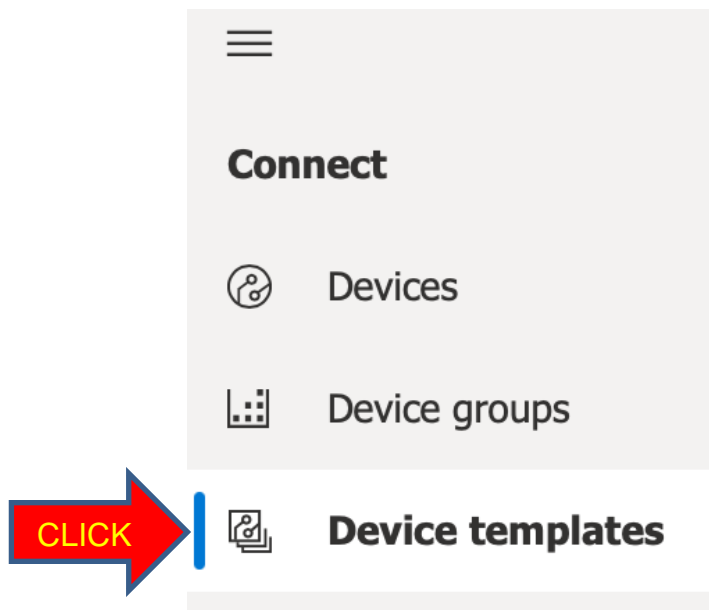 Connect
Devices
Device groups
CLICK
Device templates